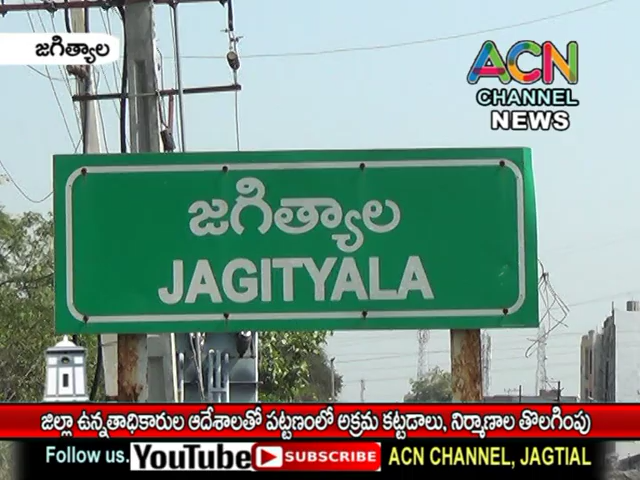 జగిత్యాల
ACN
CHANNEL
NEWS
జగిత్యాల
JAGITYALA
జిల్లా ఉన్నతాధికారుల ఆదేశాలతో పట్టణంలో అక్రమ కట్టడాలు, నిర్మాణాల తొలగింపు
Follow us. YouTube SUBSCRIBE ACN CHANNEL, JAGTIAL